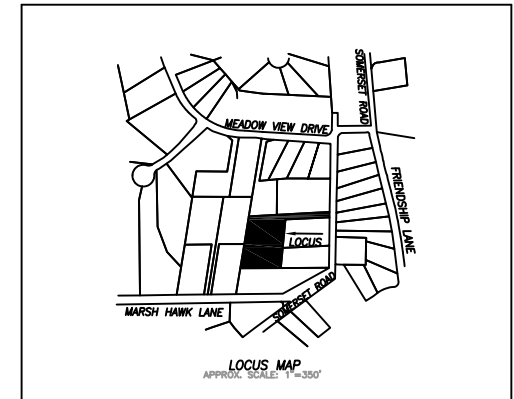 SOMERSET ROAD
MEADOW VIEW DRIVE
FRIENDSHIP LANE
LOCUS
SOMERSET ROAD
MARSH HAWK LANE
LOCUS MAP
APPROX. SCALE: 1"=350'